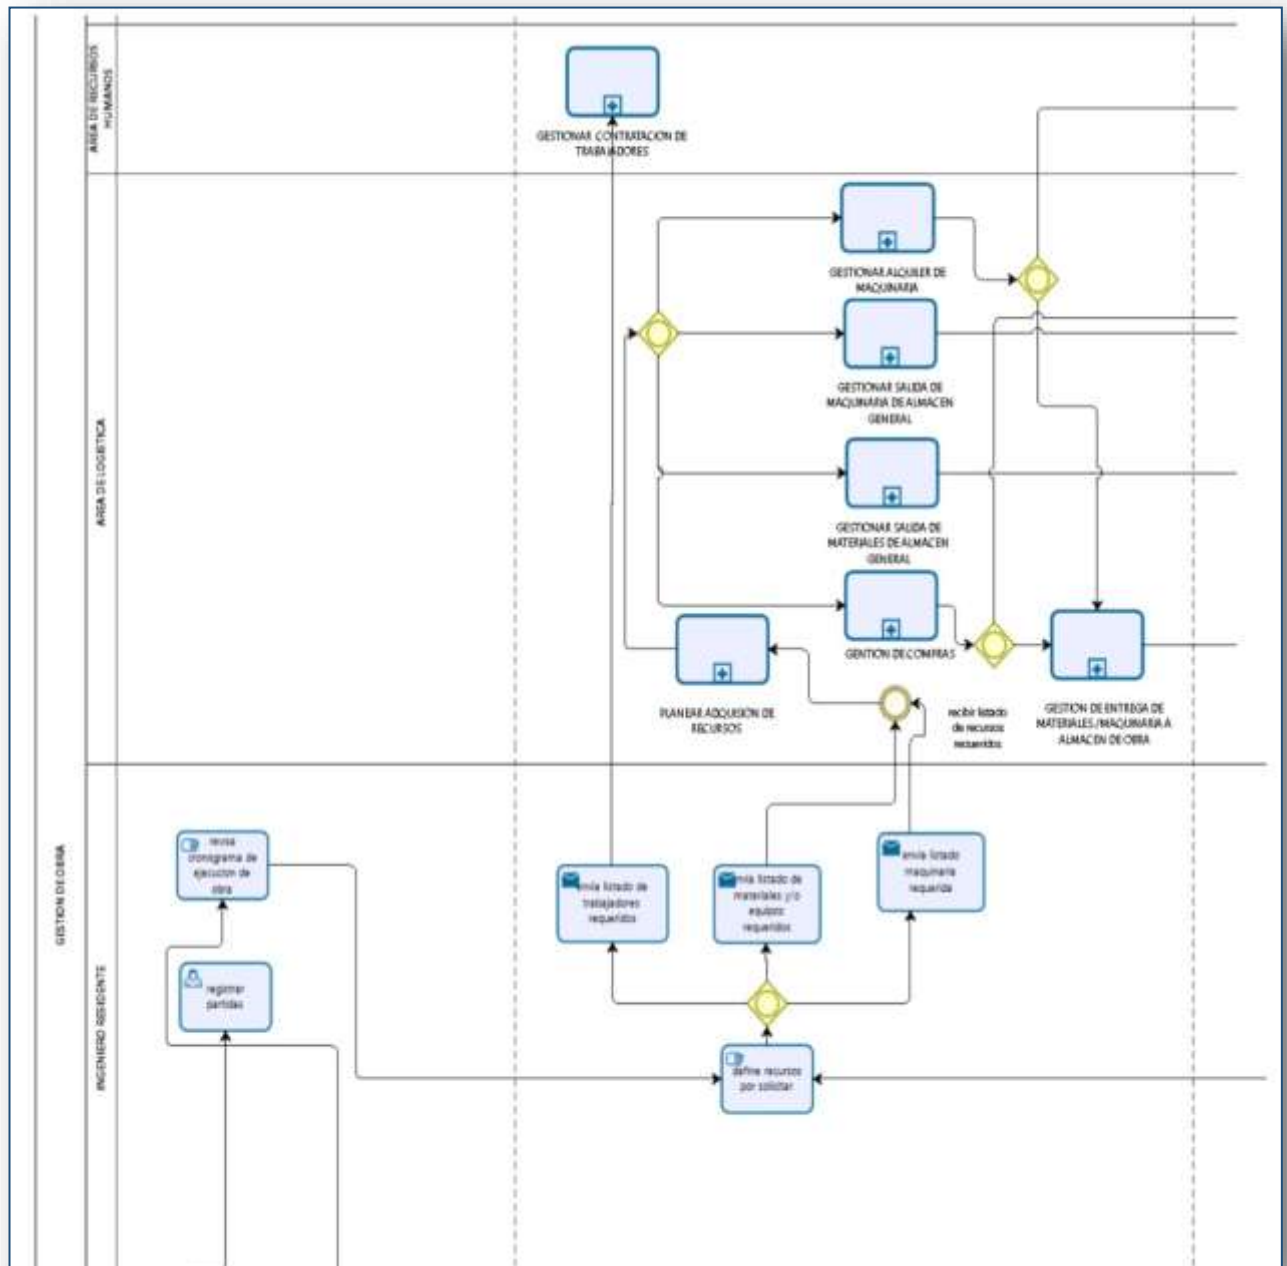 AREA DE RECURSOS
HUMANOS
GESTIONAR CONTRATACION DE
TRABAJADORES
AREA DE LOGISTICA
GESTIONAR ALQUILER DE
MAQUINARIA
GESTIONAR SALIDA DE
MAQUINARIA DE ALMACEN
GENERAL
GESTIONAR SALIDA DE
MATERIALES DE ALMACEN
GENERAL
GENTION DE COMPRAS
PLANEAR ADQUISIÓN DE
RECURSOS
recibir listado
de recursos
requeridos
GESTION DE ENTREGA DE
MATERIALES /MAQUINARIA A
ALMACEN DE OBRA
GESTION DE OBRA
INGENIERO RESIDENTE
revisa
cronograma de
ejecucion de
obra
registrar
partidas
envia listado de
trabajadores
requeridos
envia listado de
materiales y/o
equipos
requeridos
envia listado
maquinaria
requerida
define recursos
por solicitar